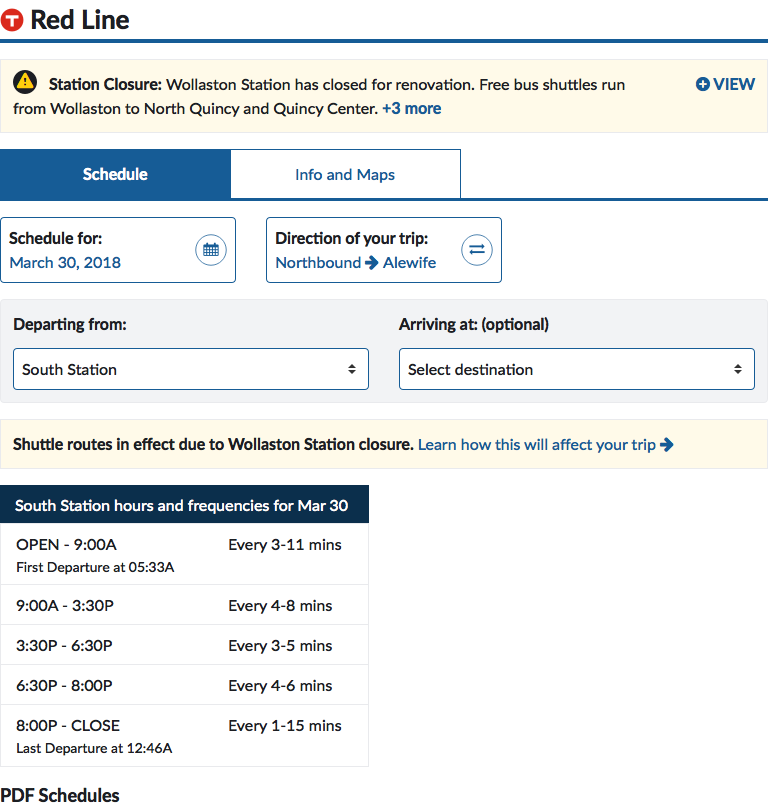 T Red Line
Station Closure: Wollaston Station has closed for renovation. Free bus shuttles run
from Wollaston to North Quincy and Quincy Center. +3 more
VIEW
Schedule
Info and Maps
Schedule for:
March 30, 2018
Direction of your trip:
Northbound → Alewife
Departing from:
South Station
Arriving at: (optional)
Select destination
Shuttle routes in effect due to Wollaston Station closure. Learn how this will affect your trip →
South Station hours and frequencies for Mar 30
OPEN - 9:00A Every 3-11 mins
First Departure at 05:33A
9:00A - 3:30P Every 4-8 mins
3:30P - 6:30P Every 3-5 mins
6:30P - 8:00P Every 4-6 mins
8:00P - CLOSE Every 1-15 mins
Last Departure at 12:46A
PDF Schedules